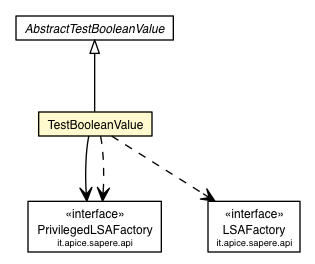 AbstractTestBooleanValue
TestBooleanValue
«interface»
PrivilegedLSAFactory
it.apice.sapere.api
«interface»
LSAFactory
it.apice.sapere.api